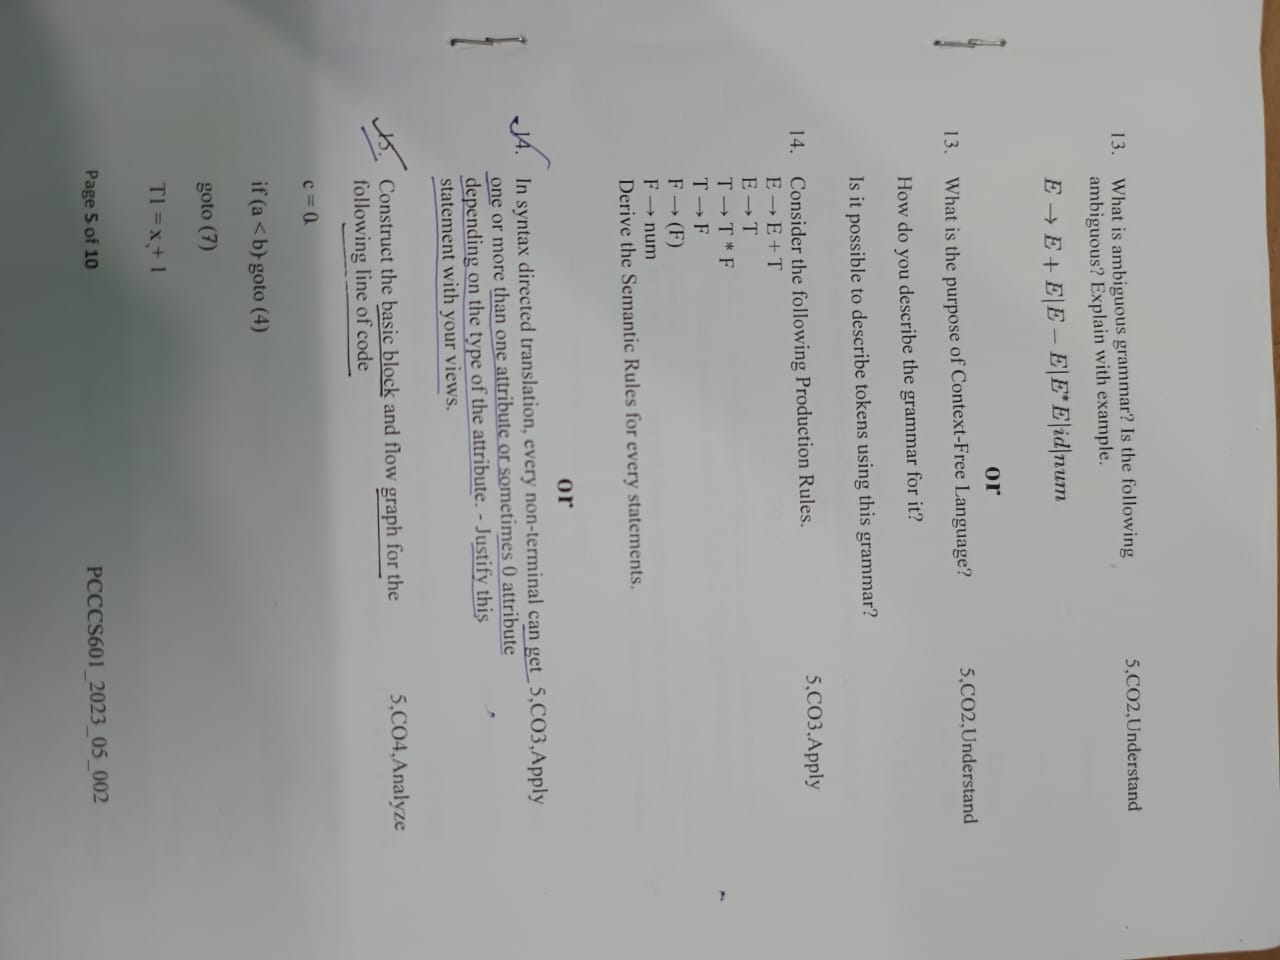 13. What is ambiguous grammar? Is the following 5,CO2,Understand
ambiguous? Explain with example.
E → E + E|E − E|E*E|id|num
or
13. What is the purpose of Context-Free Language? 5,CO2,Understand
How do you describe the grammar for it?
Is it possible to describe tokens using this grammar?
14. Consider the following Production Rules. 5,CO3,Apply
E → E + T
E → T
T → T * F
T → F
F → (F)
F → num
Derive the Semantic Rules for every statements.
or
14. In syntax directed translation, every non-terminal can get 5,CO3,Apply
one or more than one attribute or sometimes 0 attribute
depending on the type of the attribute. - Justify this
statement with your views.
15. Construct the basic block and flow graph for the 5,CO4,Analyze
following line of code
c = 0
if (a < b) goto (4)
goto (7)
T1 = x + 1
Page 5 of 10 PCCCS601_2023_05_002